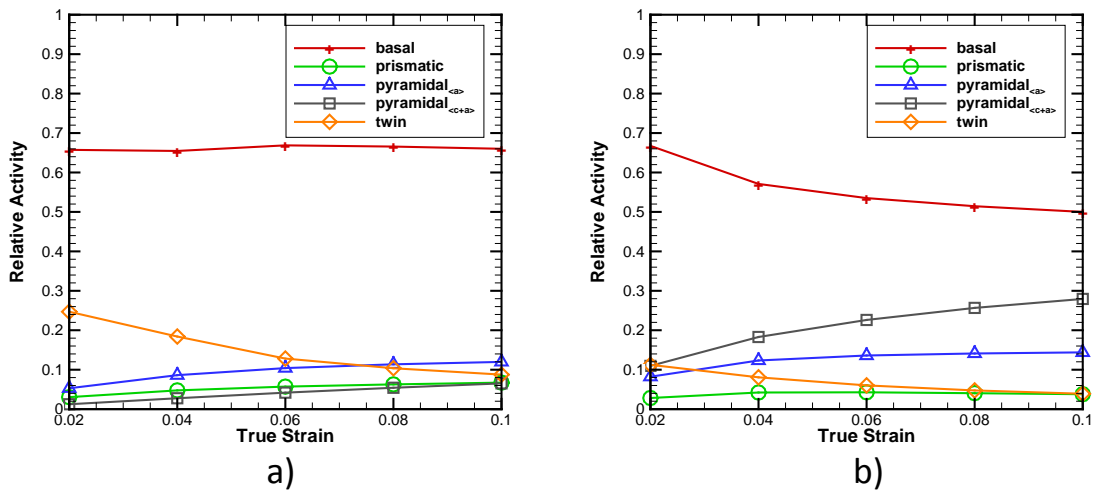 1
0.9
0.8
0.7
0.6
0.5
0.4
0.3
0.2
0.1
0
Relative Activity
basal
prismatic
pyramidal<a>
pyramidal<c+a>
twin
0.02 0.04 0.06 0.08 0.1
True Strain
a)
1
0.9
0.8
0.7
0.6
0.5
0.4
0.3
0.2
0.1
0
Relative Activity
basal
prismatic
pyramidal<a>
pyramidal<c+a>
twin
0.02 0.04 0.06 0.08 0.1
True Strain
b)